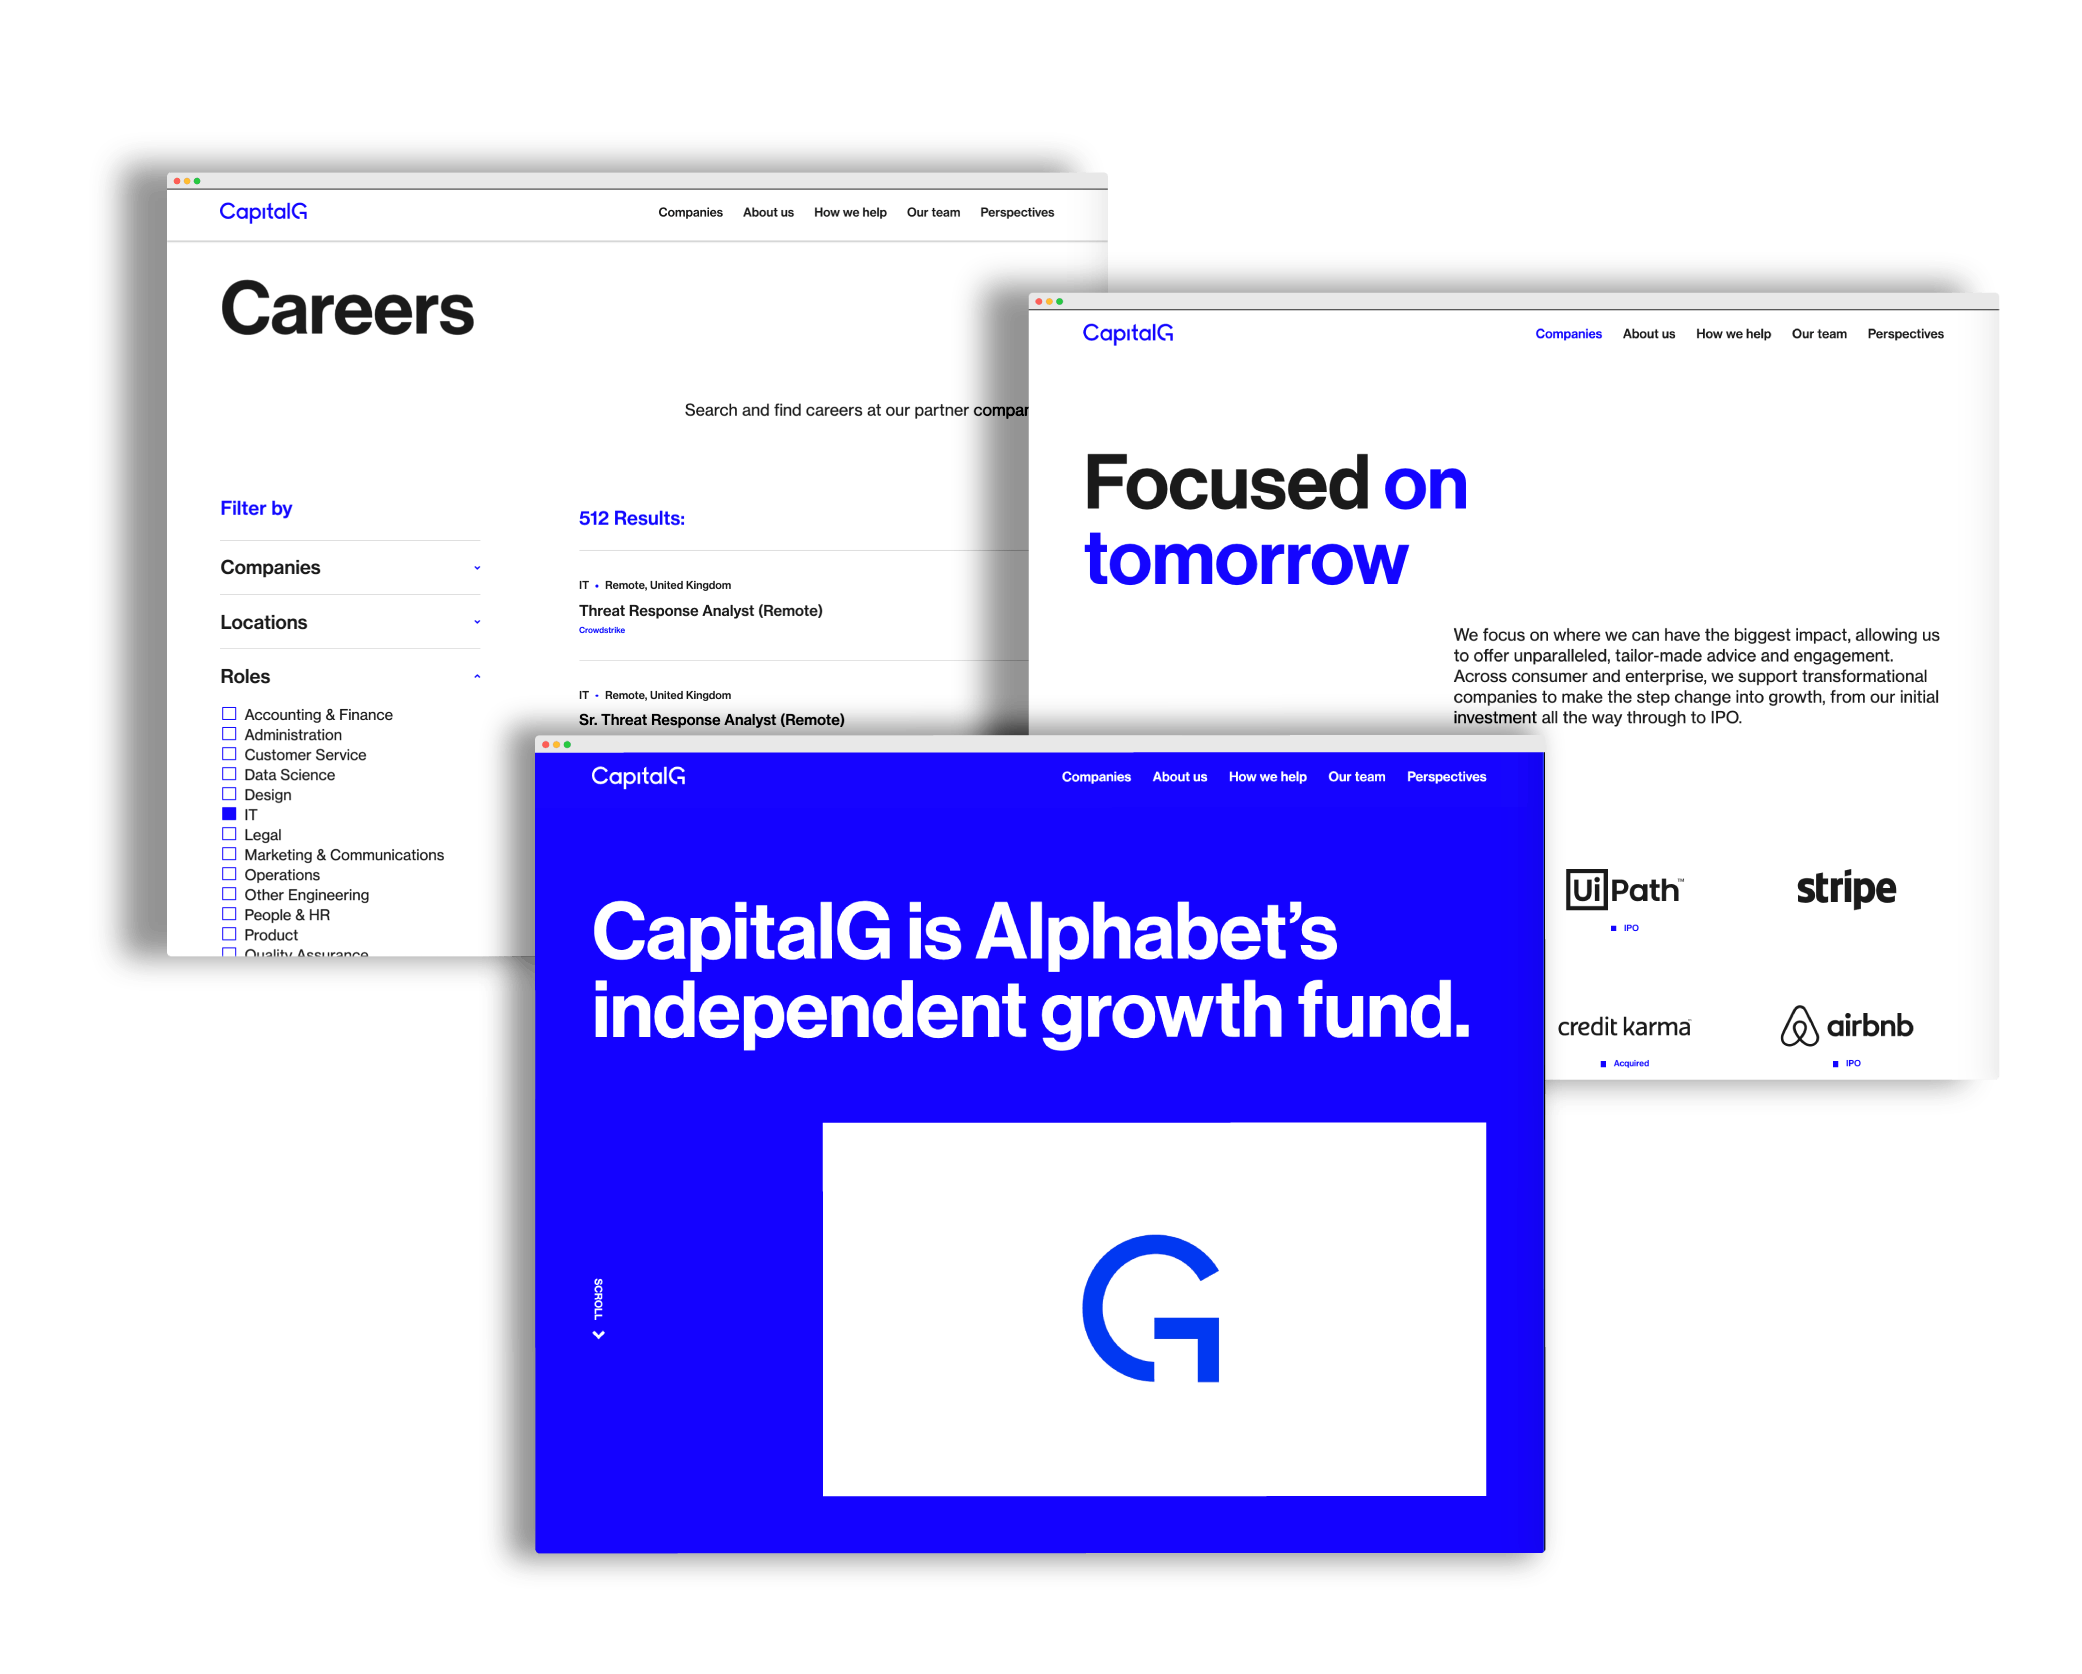 CapitalG
Companies About us How we help Our team Perspectives
Careers
Search and find careers at our partner
Filter by
Companies
Locations
Roles
Accounting & Finance
Administration
Customer Service
Data Science
Design
IT
Legal
Marketing & Communications
Operations
Other Engineering
People & HR
Product
Quality Assurance
512 Results:
IT • Remote, United Kingdom
Threat Response Analyst (Remote)
Crowdstrike
IT • Remote, United Kingdom
Sr. Threat Response Analyst (Remote)
CapitalG
Companies About us How we help Our team Perspectives
Focused on
tomorrow
We focus on where we can have the biggest impact, allowing us
to offer unparalleled, tailor-made advice and engagement.
Across consumer and enterprise, we support transformational
companies to make the step change into growth, from our initial
investment all the way through to IPO.
UiPath™
IPO
stripe
credit karma
Acquired
airbnb
IPO
CapitalG
Companies About us How we help Our team Perspectives
CapitalG is Alphabet’s
independent growth fund.
SCROLL
G